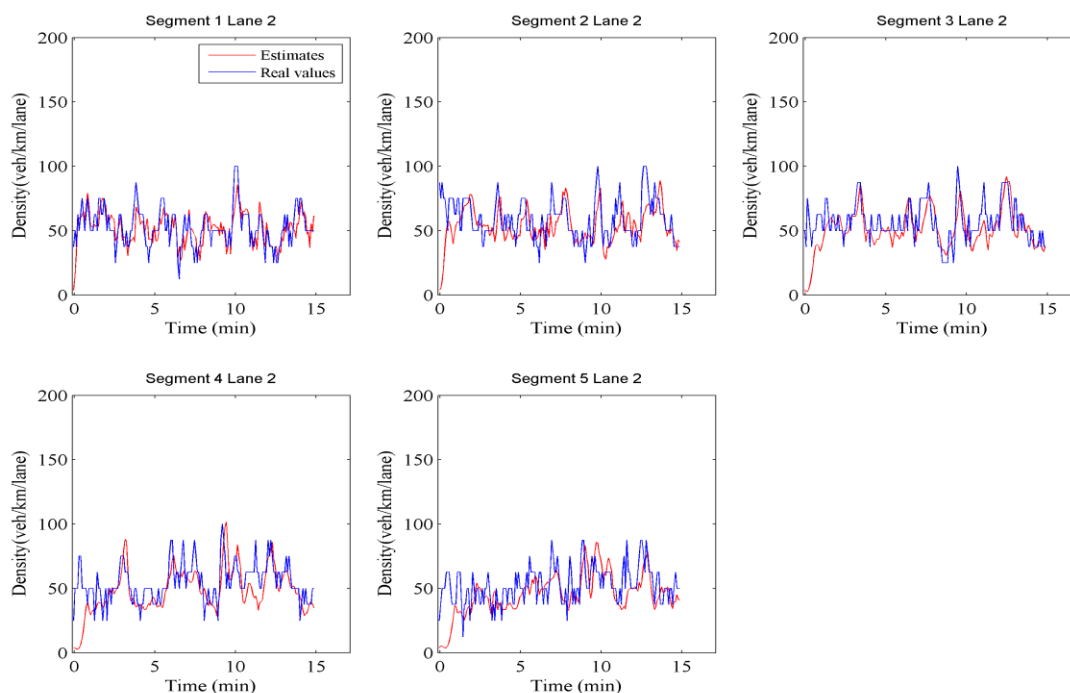 Segment 1 Lane 2
200
150
100
50
0
Density(veh/km/lane)
Estimates
Real values
0 5 10 15
Time (min)
Segment 2 Lane 2
200
150
100
50
0
Density(veh/km/lane)
0 5 10 15
Time (min)
Segment 3 Lane 2
200
150
100
50
0
Density(veh/km/lane)
0 5 10 15
Time (min)
Segment 4 Lane 2
200
150
100
50
0
Density(veh/km/lane)
0 5 10 15
Time (min)
Segment 5 Lane 2
200
150
100
50
0
Density(veh/km/lane)
0 5 10 15
Time (min)